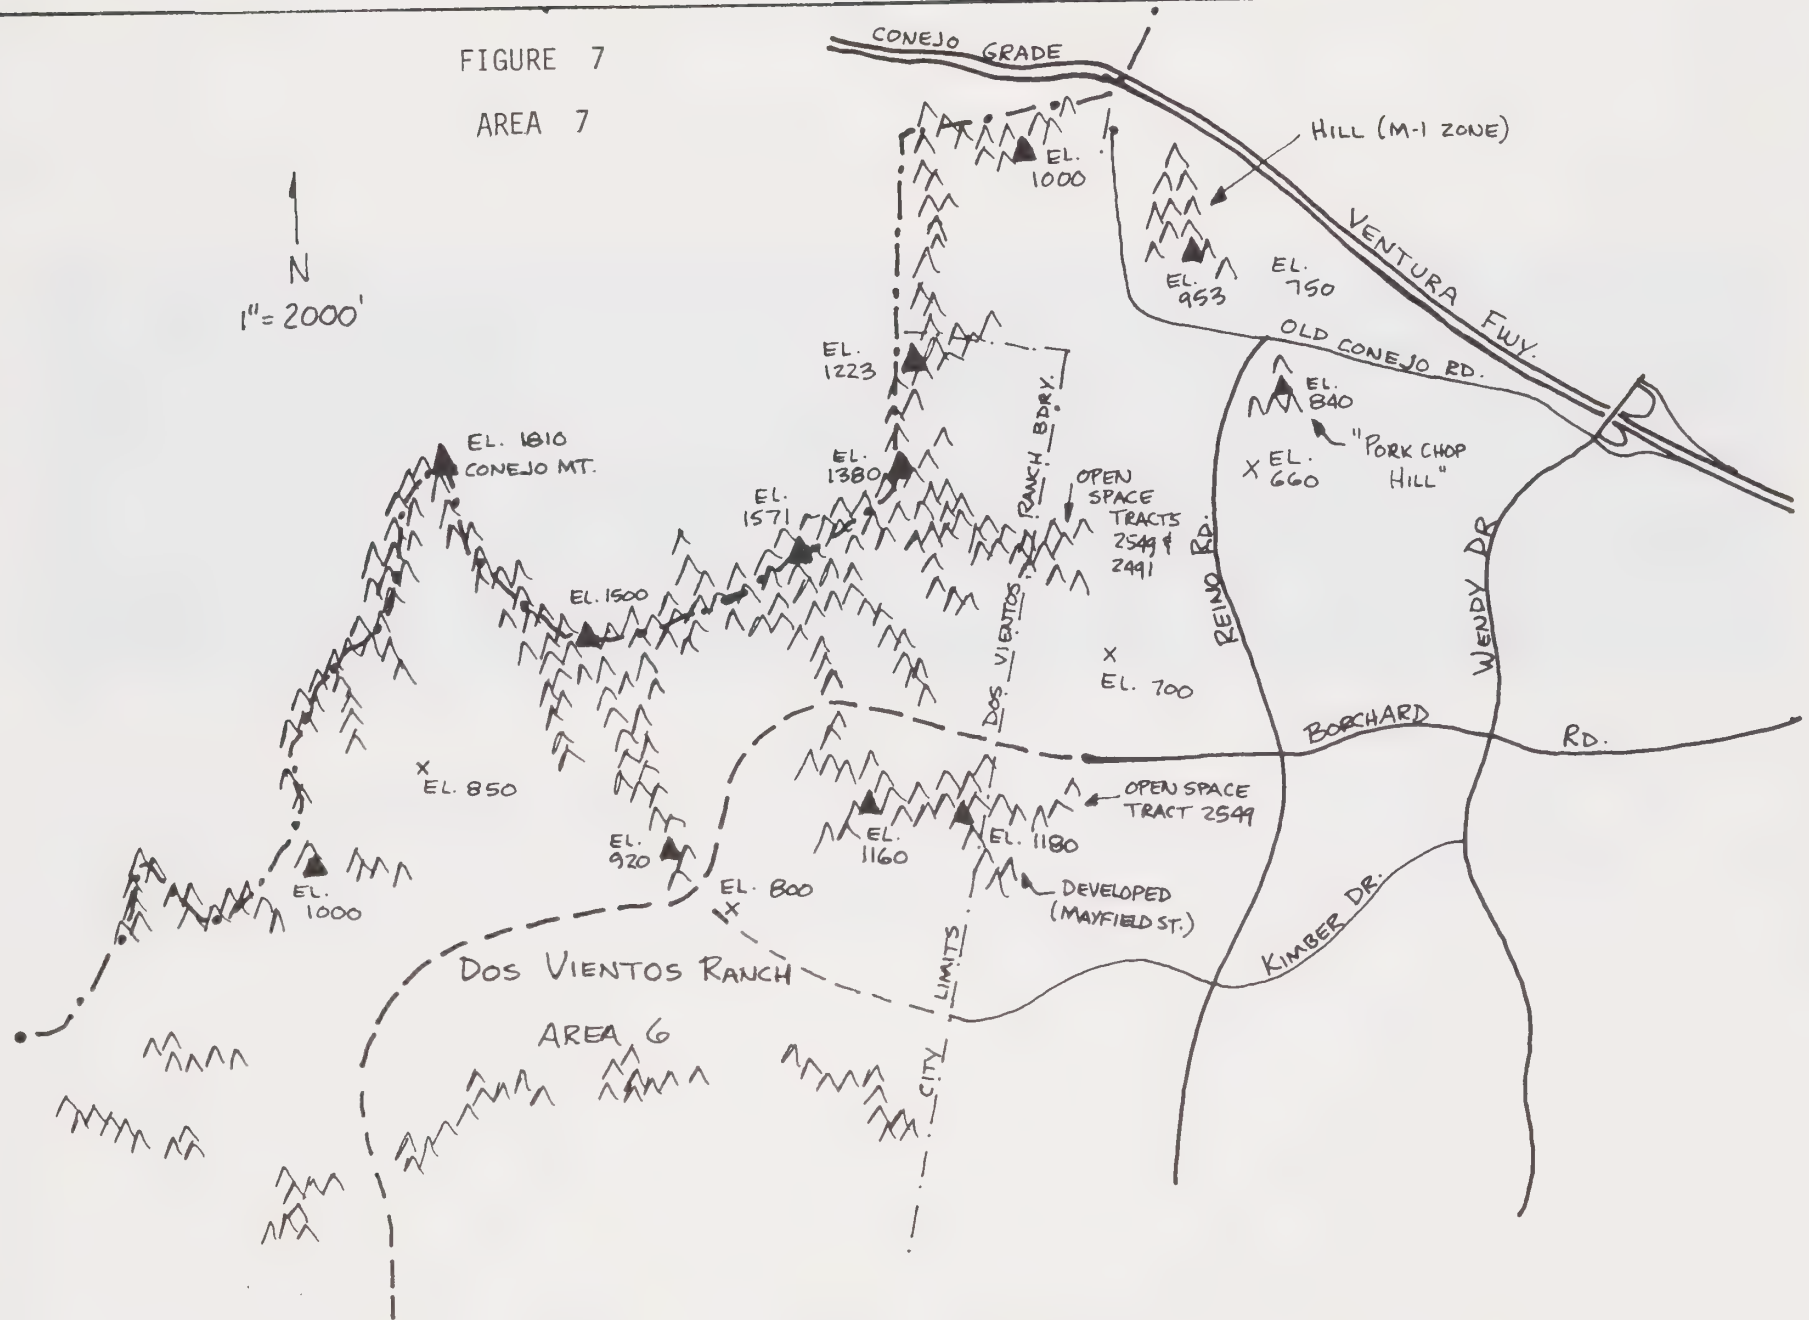 FIGURE 7
AREA 7
CONEJO GRADE
N
1"= 2000'
HILL (M-1 ZONE)
EL.
1000
EL.
953
EL.
750
VENTURA FWY.
OLD CONEJO RD.
EL.
1223
EL.
840
"PORK CHOP
HILL"
EL.
660
EL. 1810
CONEJO MT.
EL.
1380
EL.
1571
OPEN
SPACE
TRACTS
2549 &
2491
DOS VIENTOS RANCH BDRY.
REINO RD.
WENDY DR
EL. 1500
EL. 700
BORCHARD RD.
EL. 850
OPEN SPACE
TRACT 2549
EL.
920
EL.
1160
EL. 1180
EL.
1000
EL. 800
DEVELOPED
(MAYFIELD ST.)
KIMBER DR.
DOS VIENTOS RANCH
AREA 6
CITY LIMITS